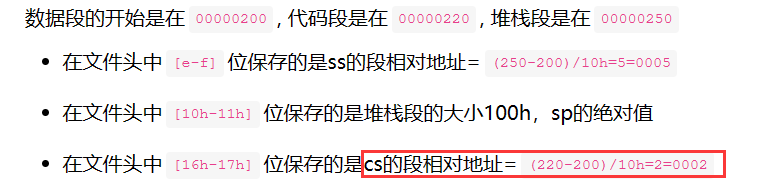 数据段的开始是在 00000200 , 代码段是在 00000220 , 堆栈段是在 00000250
• 在文件头中 [e-f] 位保存的是ss的段相对地址= (250-200)/10h=5=0005
• 在文件头中 [10h-11h] 位保存的是堆栈段的大小100h，sp的绝对值
• 在文件头中 [16h-17h] 位保存的是cs的段相对地址= (220-200)/10h=2=0002